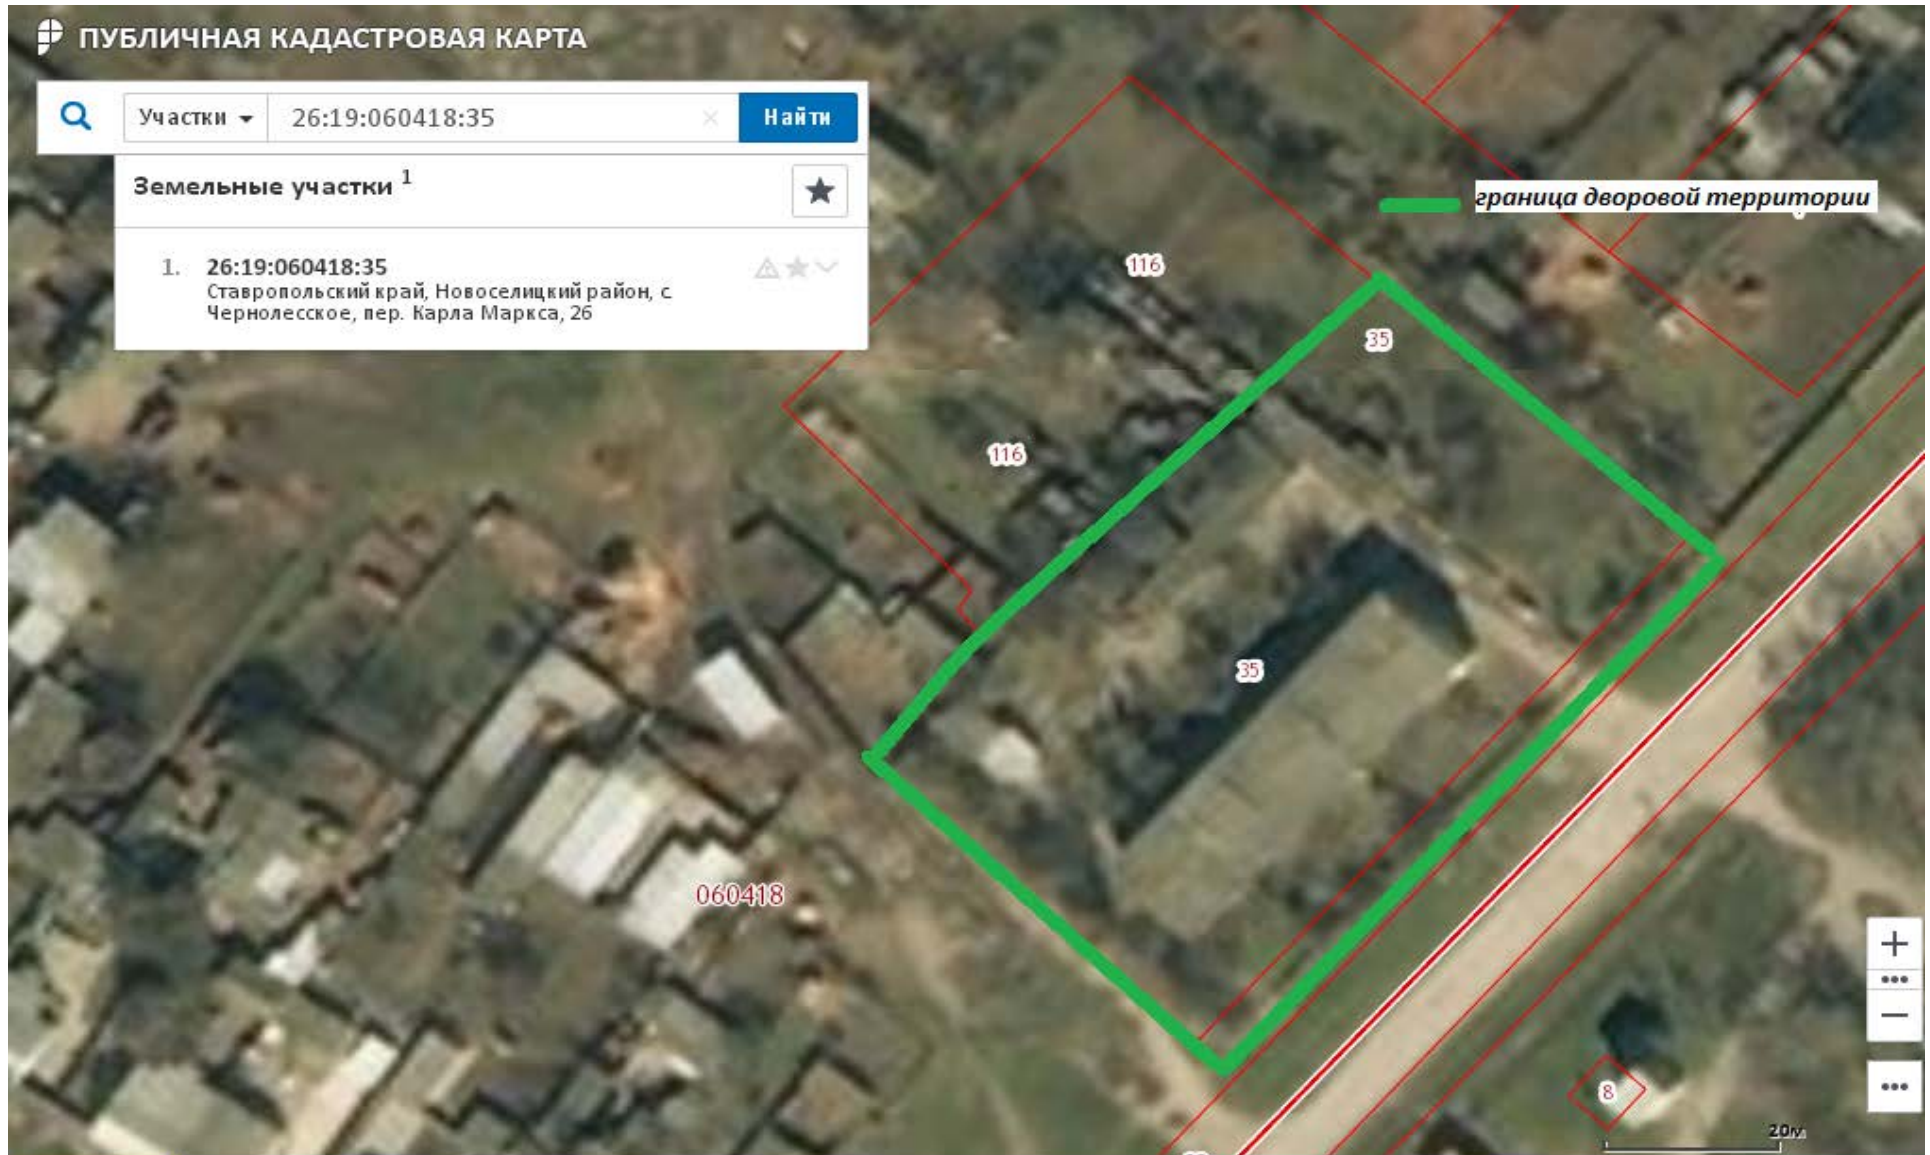 ПУБЛИЧНАЯ КАДАСТРОВАЯ КАРТА
Участки 26:19:060418:35 × Найти
Земельные участки 1
1. 26:19:060418:35
Ставропольский край, Новоселицкий район, с.
Чернолесское, пер. Карла Маркса, 26
граница дворовой территории
116
35
116
35
060418
8
20м